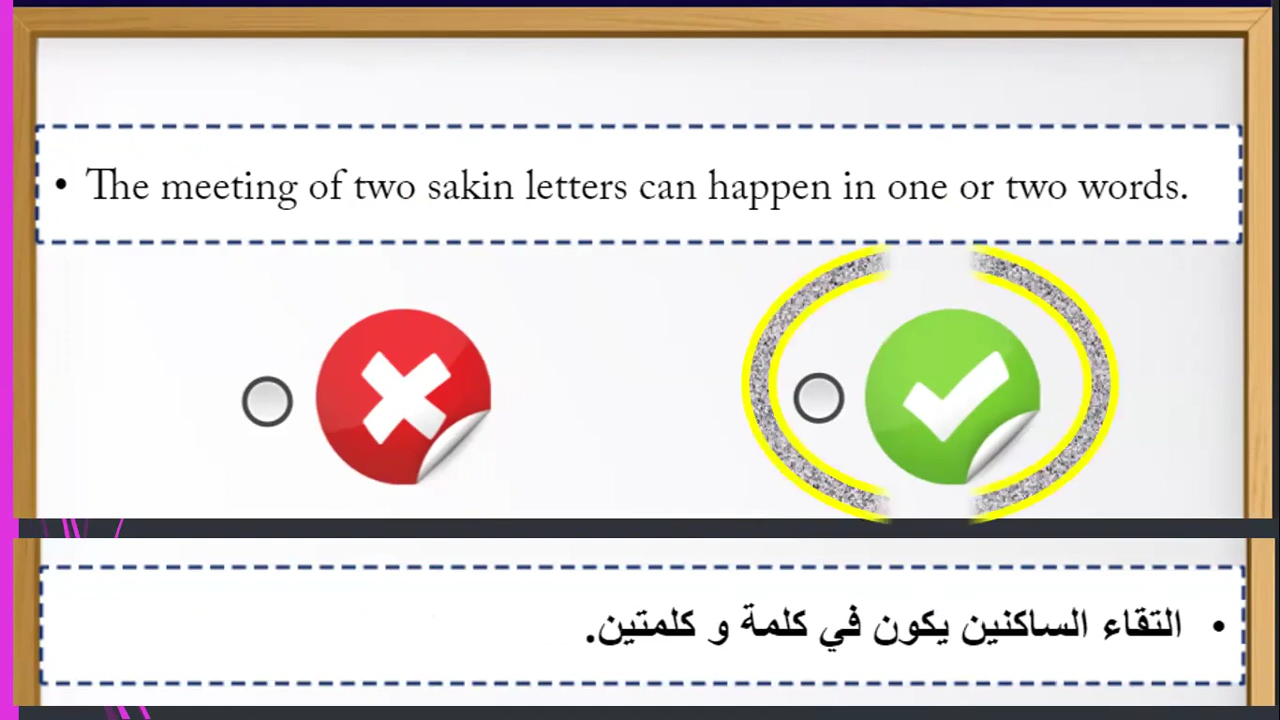 • The meeting of two sakin letters can happen in one or two words.
• التقاء الساكنين يكون في كلمة و كلمتين.